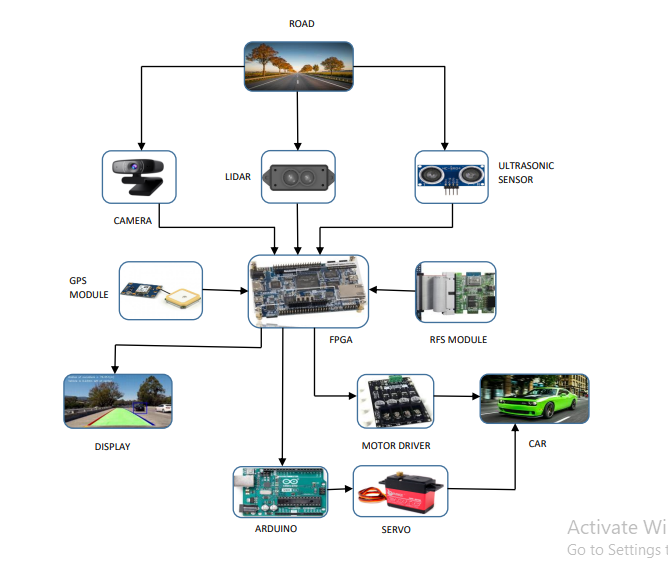 ROAD
LIDAR
ULTRASONIC
SENSOR
CAMERA
GPS
MODULE
FPGA
RFS MODULE
DISPLAY
MOTOR DRIVER
CAR
ARDUINO
SERVO
Activate Wi
Go to Settings t